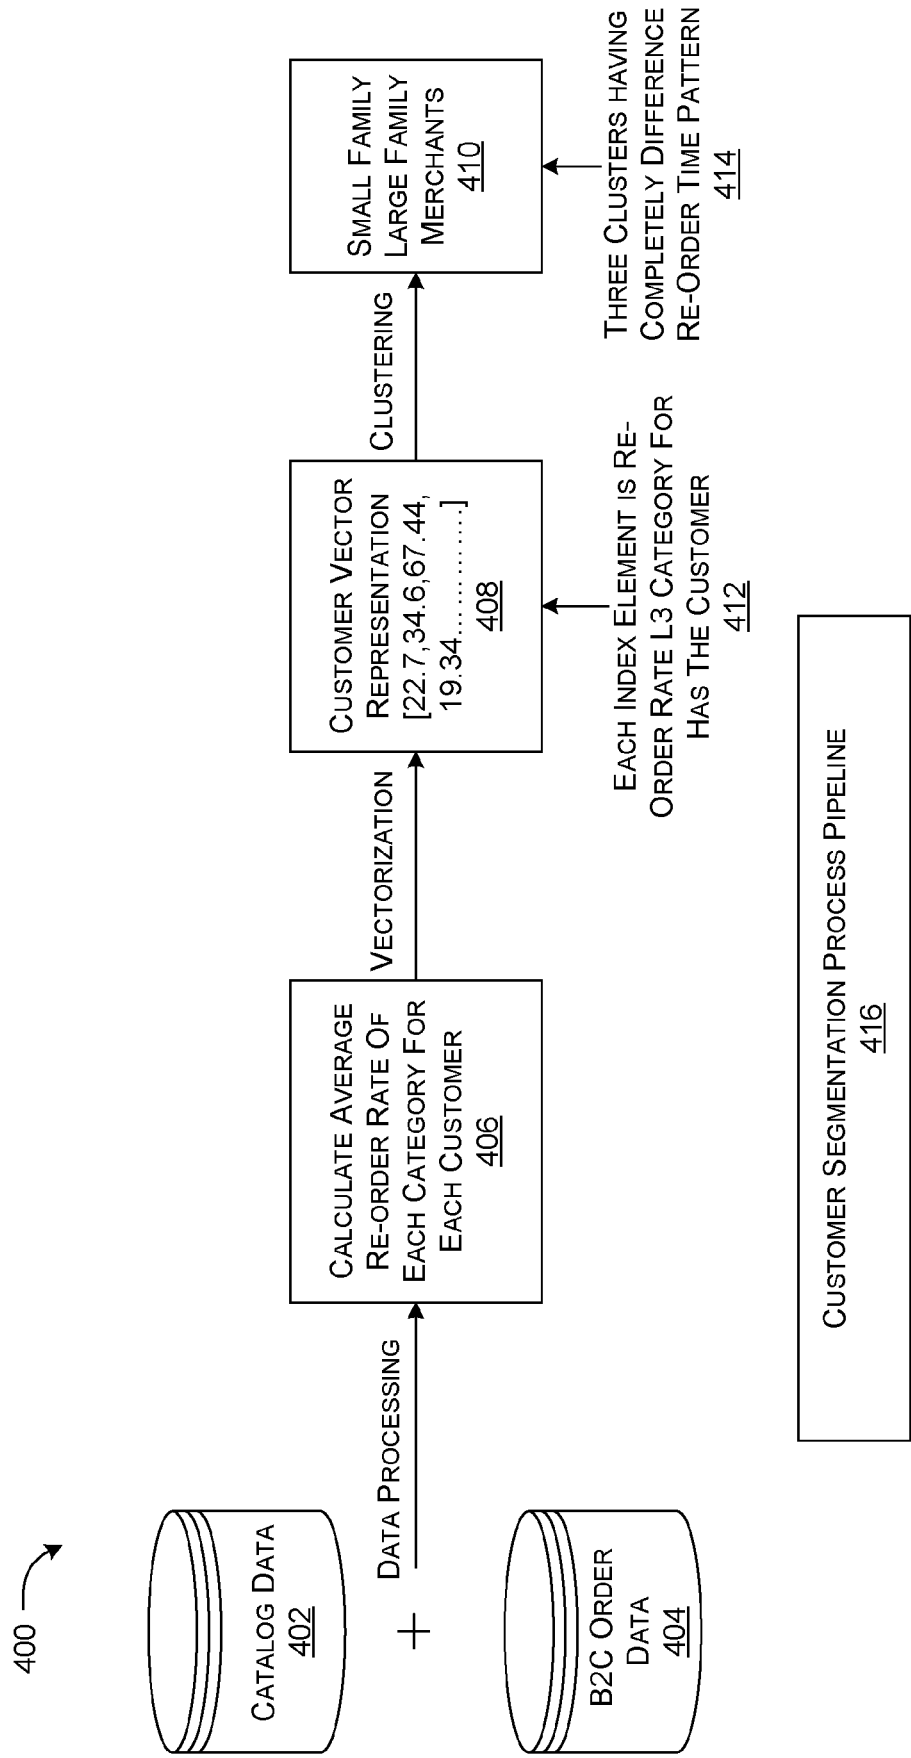 400
CATALOG DATA
402
+
B2C ORDER
DATA
404
DATA PROCESSING
CALCULATE AVERAGE
RE-ORDER RATE OF
EACH CATEGORY FOR
EACH CUSTOMER
406
VECTORIZATION
CUSTOMER VECTOR
REPRESENTATION
[22.7,34.6,67.44,
19.34............]
408
CLUSTERING
SMALL FAMILY
LARGE FAMILY
MERCHANTS
410
EACH INDEX ELEMENT IS RE-
ORDER RATE L3 CATEGORY FOR
HAS THE CUSTOMER
412
THREE CLUSTERS HAVING
COMPLETELY DIFFERENCE
RE-ORDER TIME PATTERN
414
CUSTOMER SEGMENTATION PROCESS PIPELINE
416